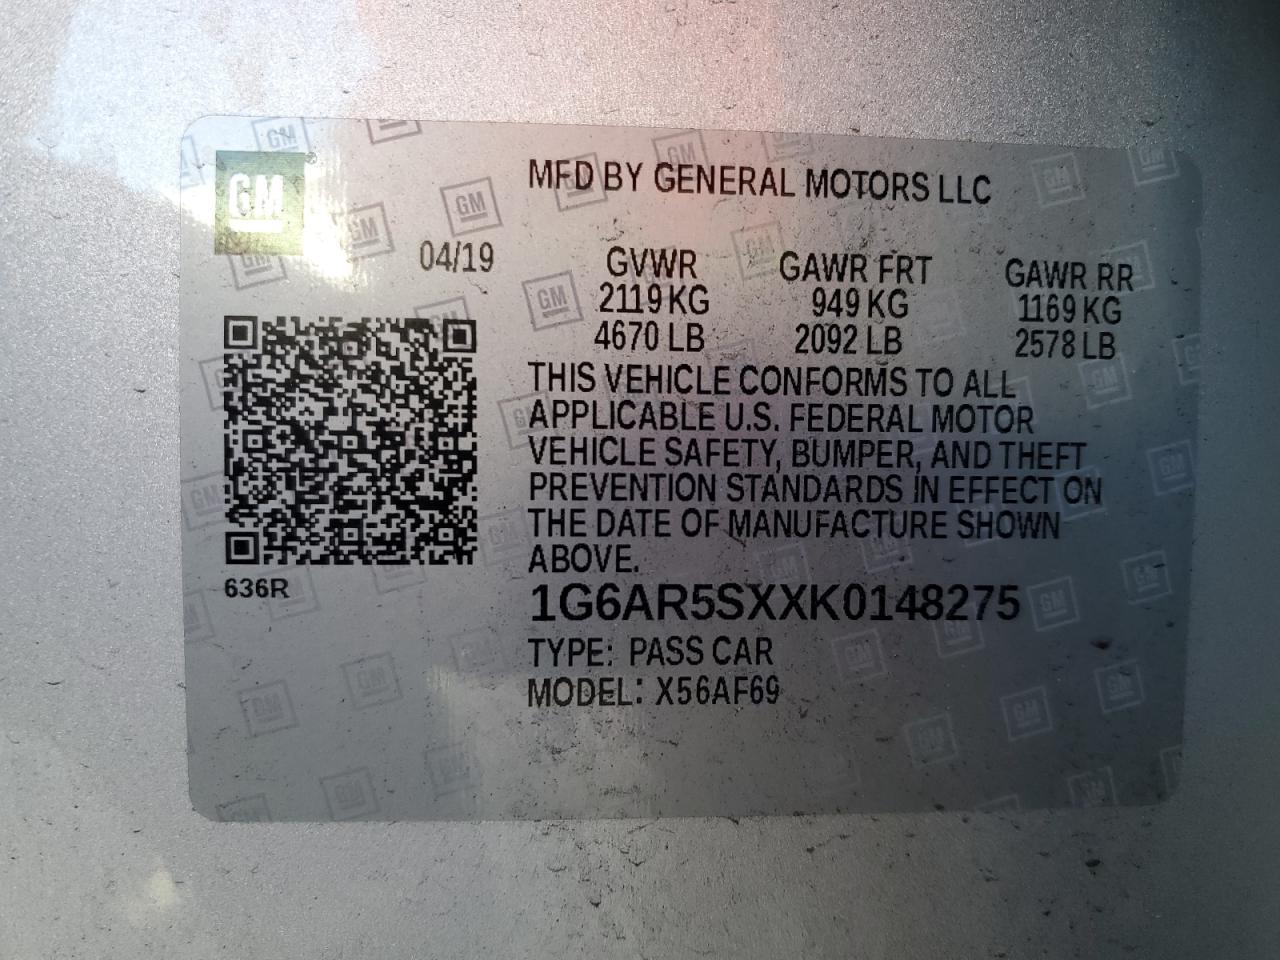 GM
MFD BY GENERAL MOTORS LLC
04/19
GVWR GAWR FRT GAWR RR
2119 KG 949 KG 1169 KG
4670 LB 2092 LB 2578 LB
THIS VEHICLE CONFORMS TO ALL
APPLICABLE U.S. FEDERAL MOTOR
VEHICLE SAFETY, BUMPER, AND THEFT
PREVENTION STANDARDS IN EFFECT ON
THE DATE OF MANUFACTURE SHOWN
ABOVE.
636R
1G6AR5SXXK0148275
TYPE: PASS CAR
MODEL: X56AF69